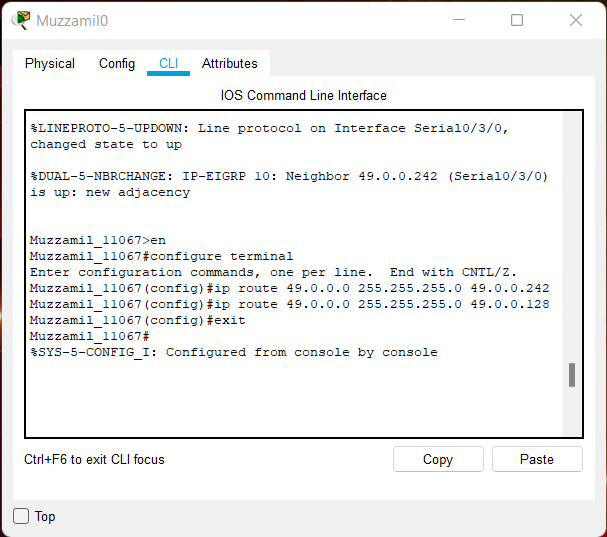 Muzzamil0
Physical Config CLI Attributes
IOS Command Line Interface
%LINEPROTO-5-UPDOWN: Line protocol on Interface Serial0/3/0,
changed state to up
%DUAL-5-NBRCHANGE: IP-EIGRP 10: Neighbor 49.0.0.242 (Serial0/3/0)
is up: new adjacency
Muzzamil_11067>en
Muzzamil_11067#configure terminal
Enter configuration commands, one per line.  End with CNTL/Z.
Muzzamil_11067(config)#ip route 49.0.0.0 255.255.255.0 49.0.0.242
Muzzamil_11067(config)#ip route 49.0.0.0 255.255.255.0 49.0.0.128
Muzzamil_11067(config)#exit
Muzzamil_11067#
%SYS-5-CONFIG_I: Configured from console by console
Ctrl+F6 to exit CLI focus
Copy Paste
Top